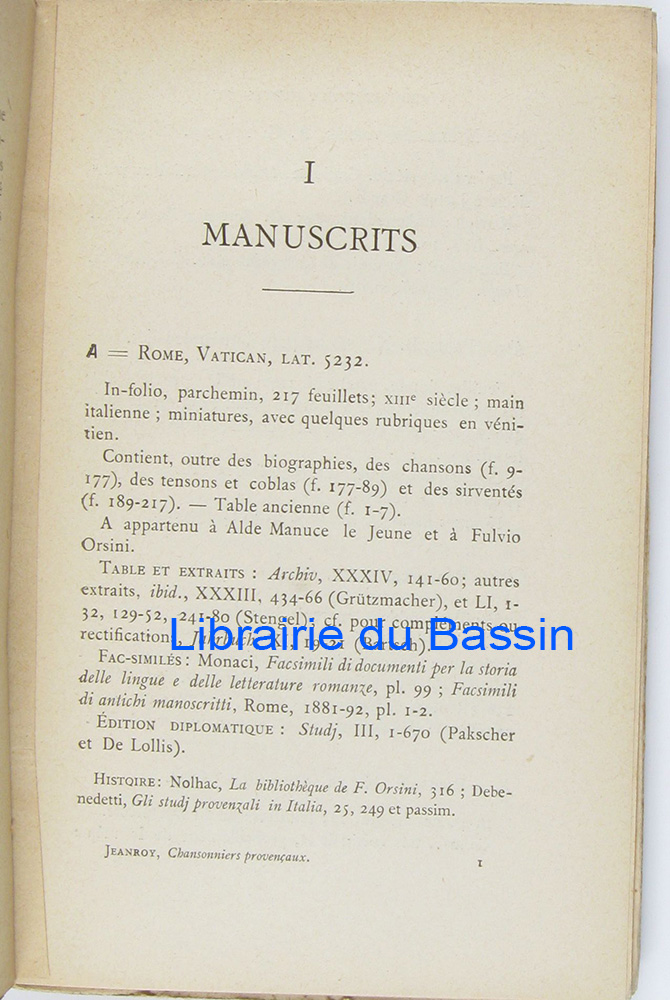 I
MANUSCRITS
A = ROME, VATICAN, LAT. 5232.
In-folio, parchemin, 217 feuillets; XIIIe siècle ; main
italienne ; miniatures, avec quelques rubriques en véni-
tien.
Contient, outre des biographies, des chansons (f. 9-
177), des tensons et coblas (f. 177-89) et des sirventés
(f. 189-217). — Table ancienne (f. 1-7).
A appartenu à Alde Manuce le Jeune et à Fulvio
Orsini.
TABLE ET EXTRAITS : Archiv, XXXIV, 141-60; autres
extraits, ibid., XXXIII, 434-66 (Grützmacher), et LI, 1-
32, 129-52, 241-80 (Stengel); cf. pour compléments ou
rectifications, Jahrbuch, (Bartsch).
Librairie du Bassin
FAC-SIMILÉS : Monaci, Facsimili di documenti per la storia
delle lingue e delle letterature romanze, pl. 99 ; Facsimili
di antichi manoscritti, Rome, 1881-92, pl. 1-2.
ÉDITION DIPLOMATIQUE : Studj, III, 1-670 (Pakscher
et De Lollis).
HISTOIRE: Nolhac, La bibliothèque de F. Orsini, 316 ; Debe-
nedetti, Gli studj provenzali in Italia, 25, 249 et passim.
JEANROY, Chansonniers provençaux.
1